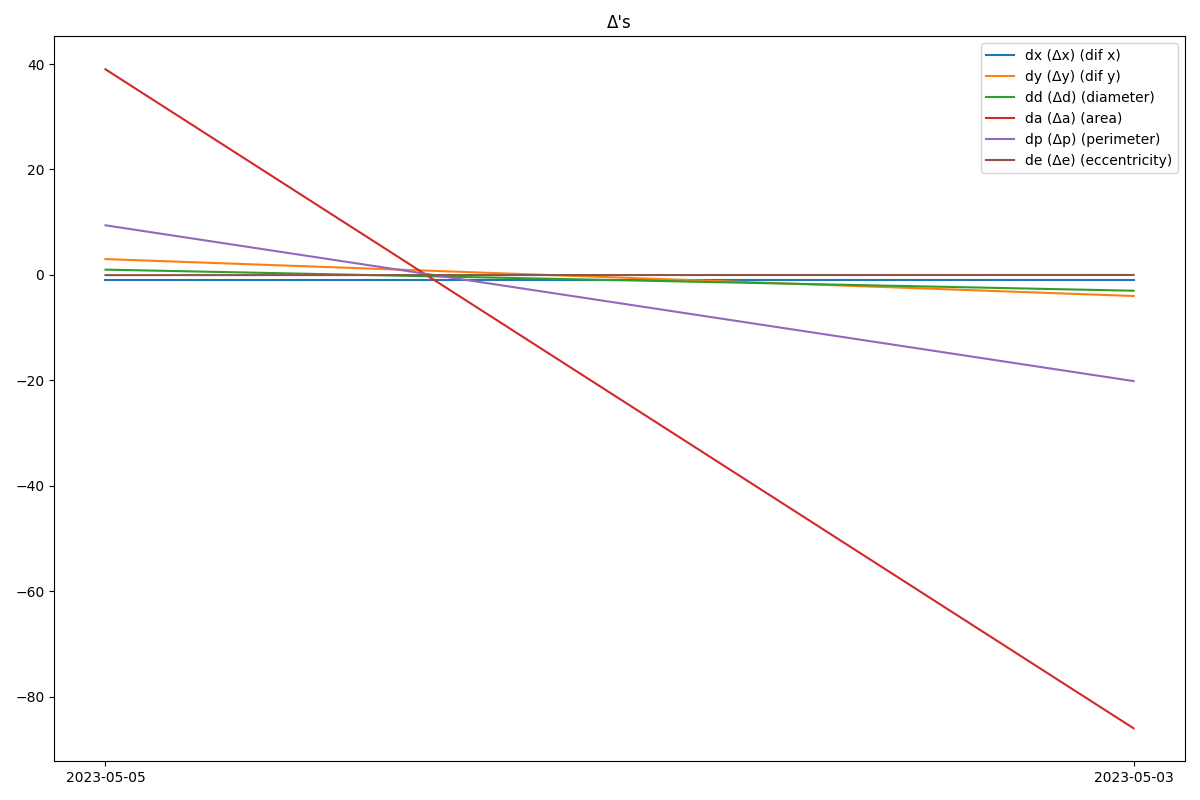 Δ's
dx (Δx) (dif x)
dy (Δy) (dif y)
dd (Δd) (diameter)
da (Δa) (area)
dp (Δp) (perimeter)
de (Δe) (eccentricity)
40
20
0
−20
−40
−60
−80
2023-05-05 2023-05-03